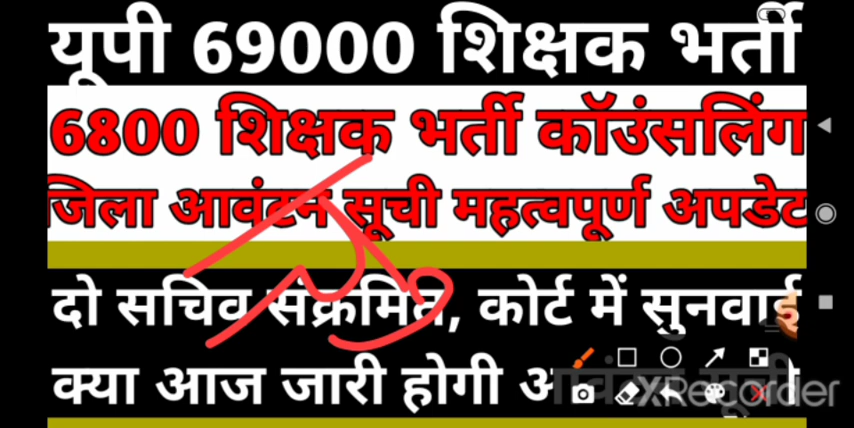 यूपी 69000 शिक्षक भर्ती
6800 शिक्षक भर्ती कॉउंसलिंग
जिला आवंटन सूची महत्वपूर्ण अपडेट
दो सचिव संक्रमित, कोर्ट में सुनवाई
क्या आज जारी होगी
XRecorder